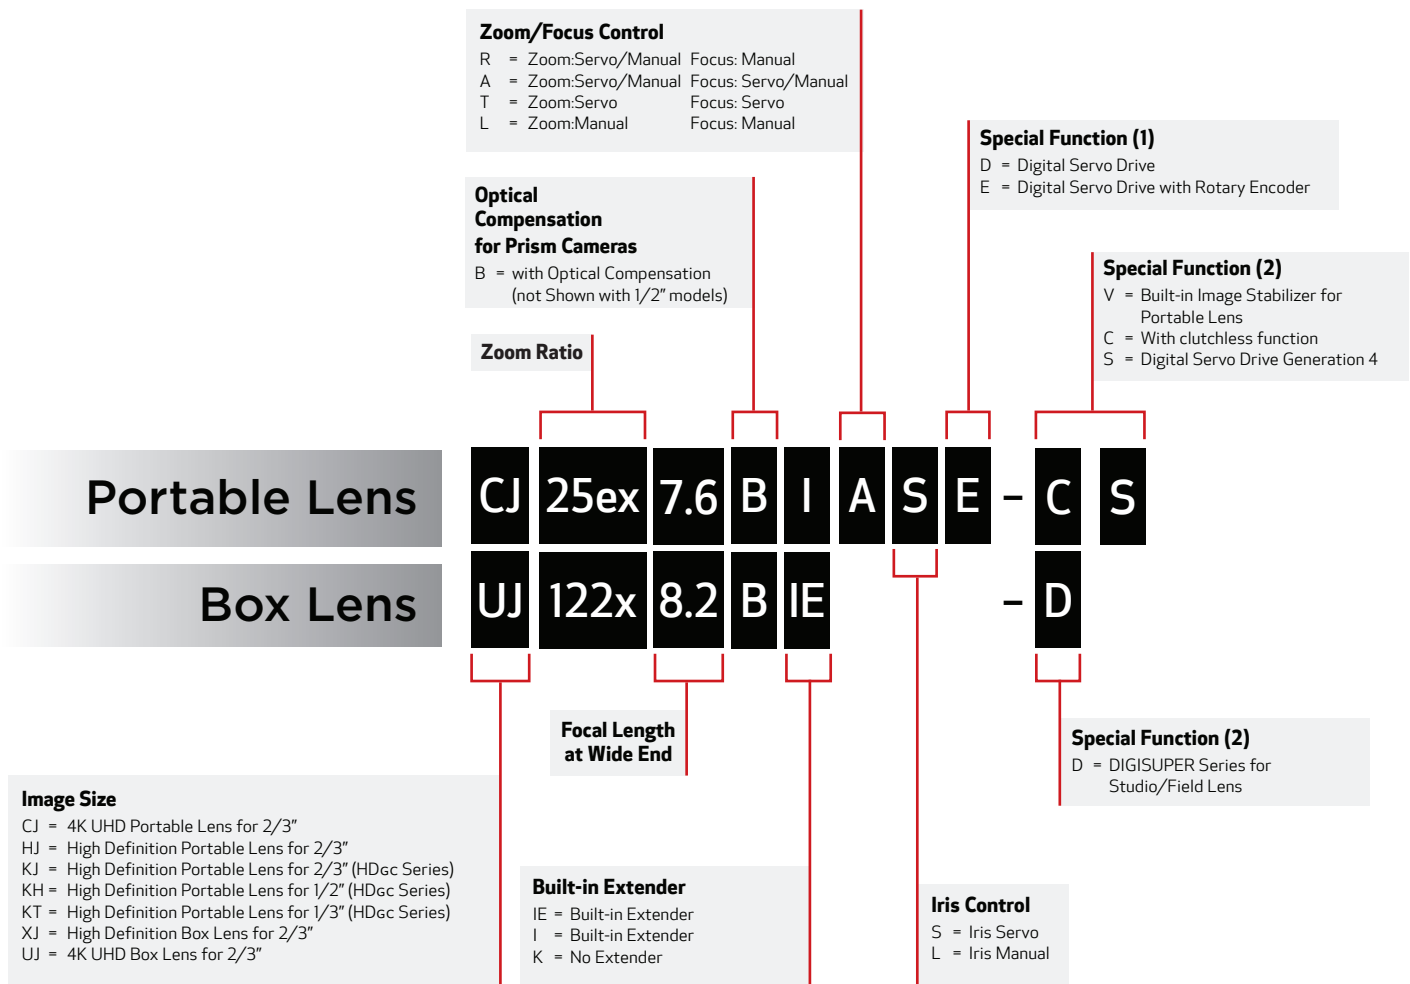 Zoom/Focus Control
R = Zoom:Servo/Manual Focus: Manual
A = Zoom:Servo/Manual Focus: Servo/Manual
T = Zoom:Servo Focus: Servo
L = Zoom:Manual Focus: Manual
Special Function (1)
D = Digital Servo Drive
E = Digital Servo Drive with Rotary Encoder
Optical
Compensation
for Prism Cameras
B = with Optical Compensation
(not Shown with 1/2" models)
Special Function (2)
V = Built-in Image Stabilizer for
Portable Lens
C = With clutchless function
S = Digital Servo Drive Generation 4
Zoom Ratio
Portable Lens CJ 25ex 7.6 B I A S E – C S
Box Lens UJ 122x 8.2 B IE – D
Focal Length
at Wide End
Special Function (2)
D = DIGISUPER Series for
Studio/Field Lens
Image Size
CJ = 4K UHD Portable Lens for 2/3"
HJ = High Definition Portable Lens for 2/3"
KJ = High Definition Portable Lens for 2/3" (HDGC Series)
KH = High Definition Portable Lens for 1/2" (HDGC Series)
KT = High Definition Portable Lens for 1/3" (HDGC Series)
XJ = High Definition Box Lens for 2/3"
UJ = 4K UHD Box Lens for 2/3"
Built-in Extender
IE = Built-in Extender
I = Built-in Extender
K = No Extender
Iris Control
S = Iris Servo
L = Iris Manual